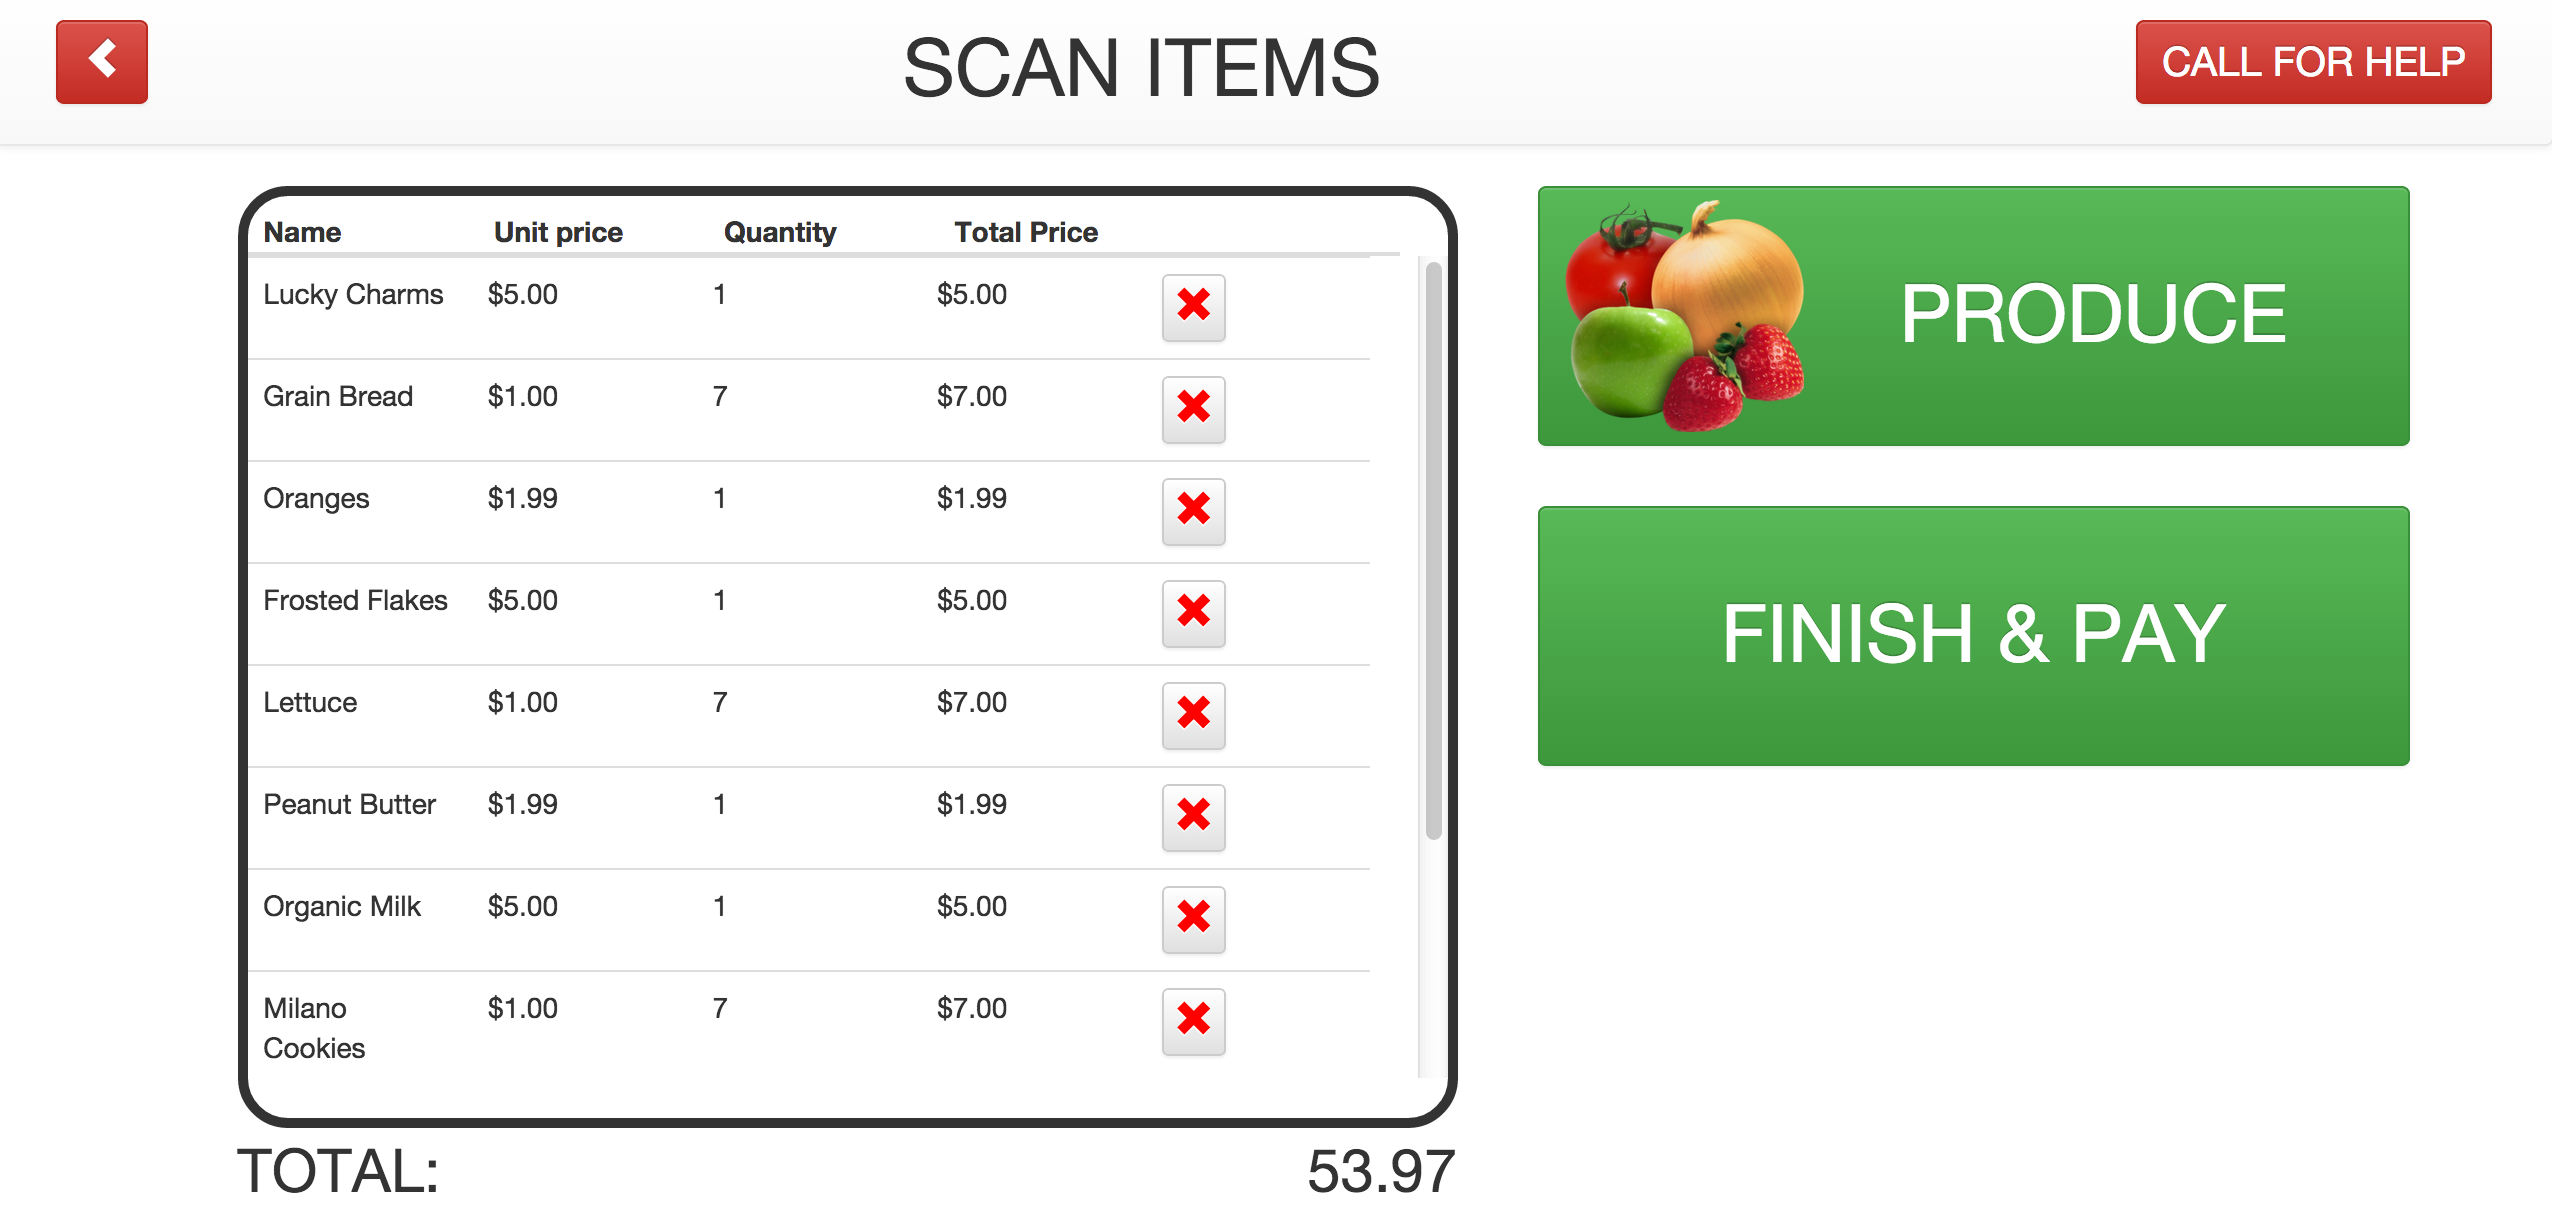 SCAN ITEMS
CALL FOR HELP
Name Unit price Quantity Total Price
Lucky Charms $5.00 1 $5.00
Grain Bread $1.00 7 $7.00
Oranges $1.99 1 $1.99
Frosted Flakes $5.00 1 $5.00
Lettuce $1.00 7 $7.00
Peanut Butter $1.99 1 $1.99
Organic Milk $5.00 1 $5.00
Milano $1.00 7 $7.00
Cookies
TOTAL: 53.97
PRODUCE
FINISH & PAY